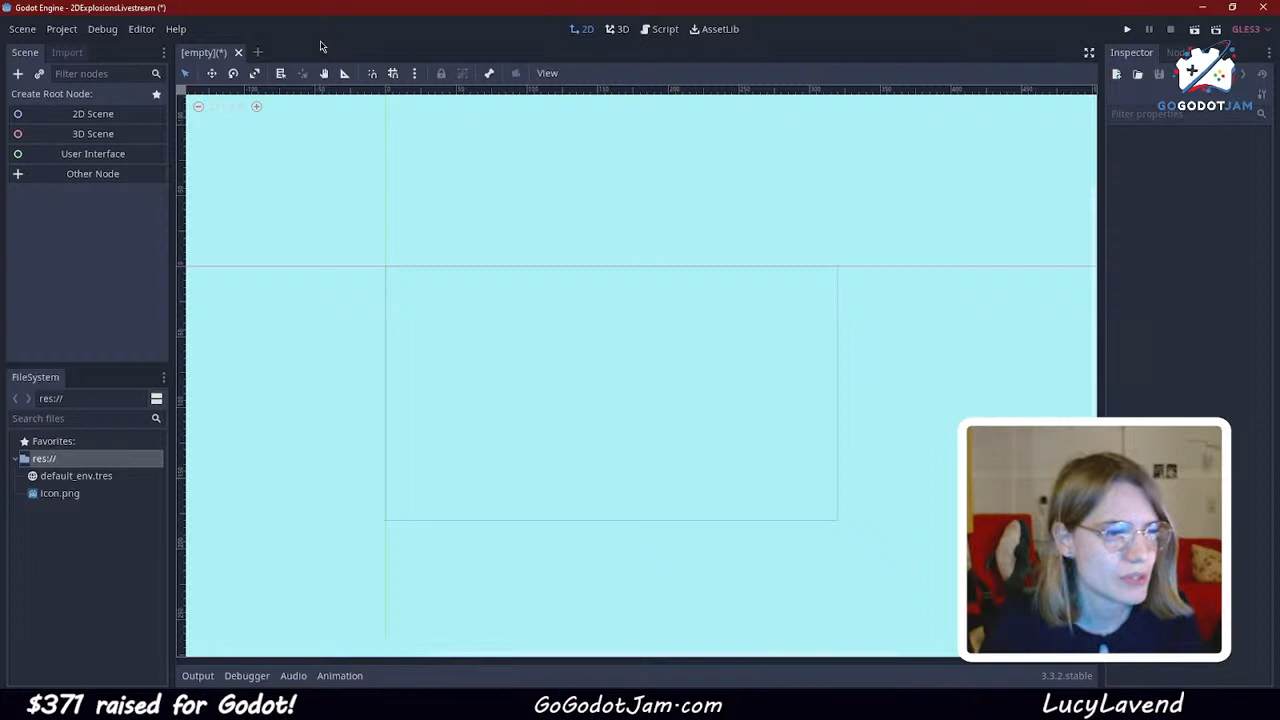 Godot Engine - 2DExplosionsLivestream (*)
Scene Project Debug Editor Help
2D 3D Script AssetLib
GLES3
Scene Import
[empty](*)
Inspector
Filter nodes
View
Create Root Node:
2D Scene
3D Scene
User Interface
Other Node
GOGODOTJAM
Filter properties
FileSystem
res://
Search files
Favorites:
res://
default_env.tres
icon.png
Output Debugger Audio Animation
3.3.2.stable
$371 raised for Godot!
GoGodotJam.com
LucyLavend